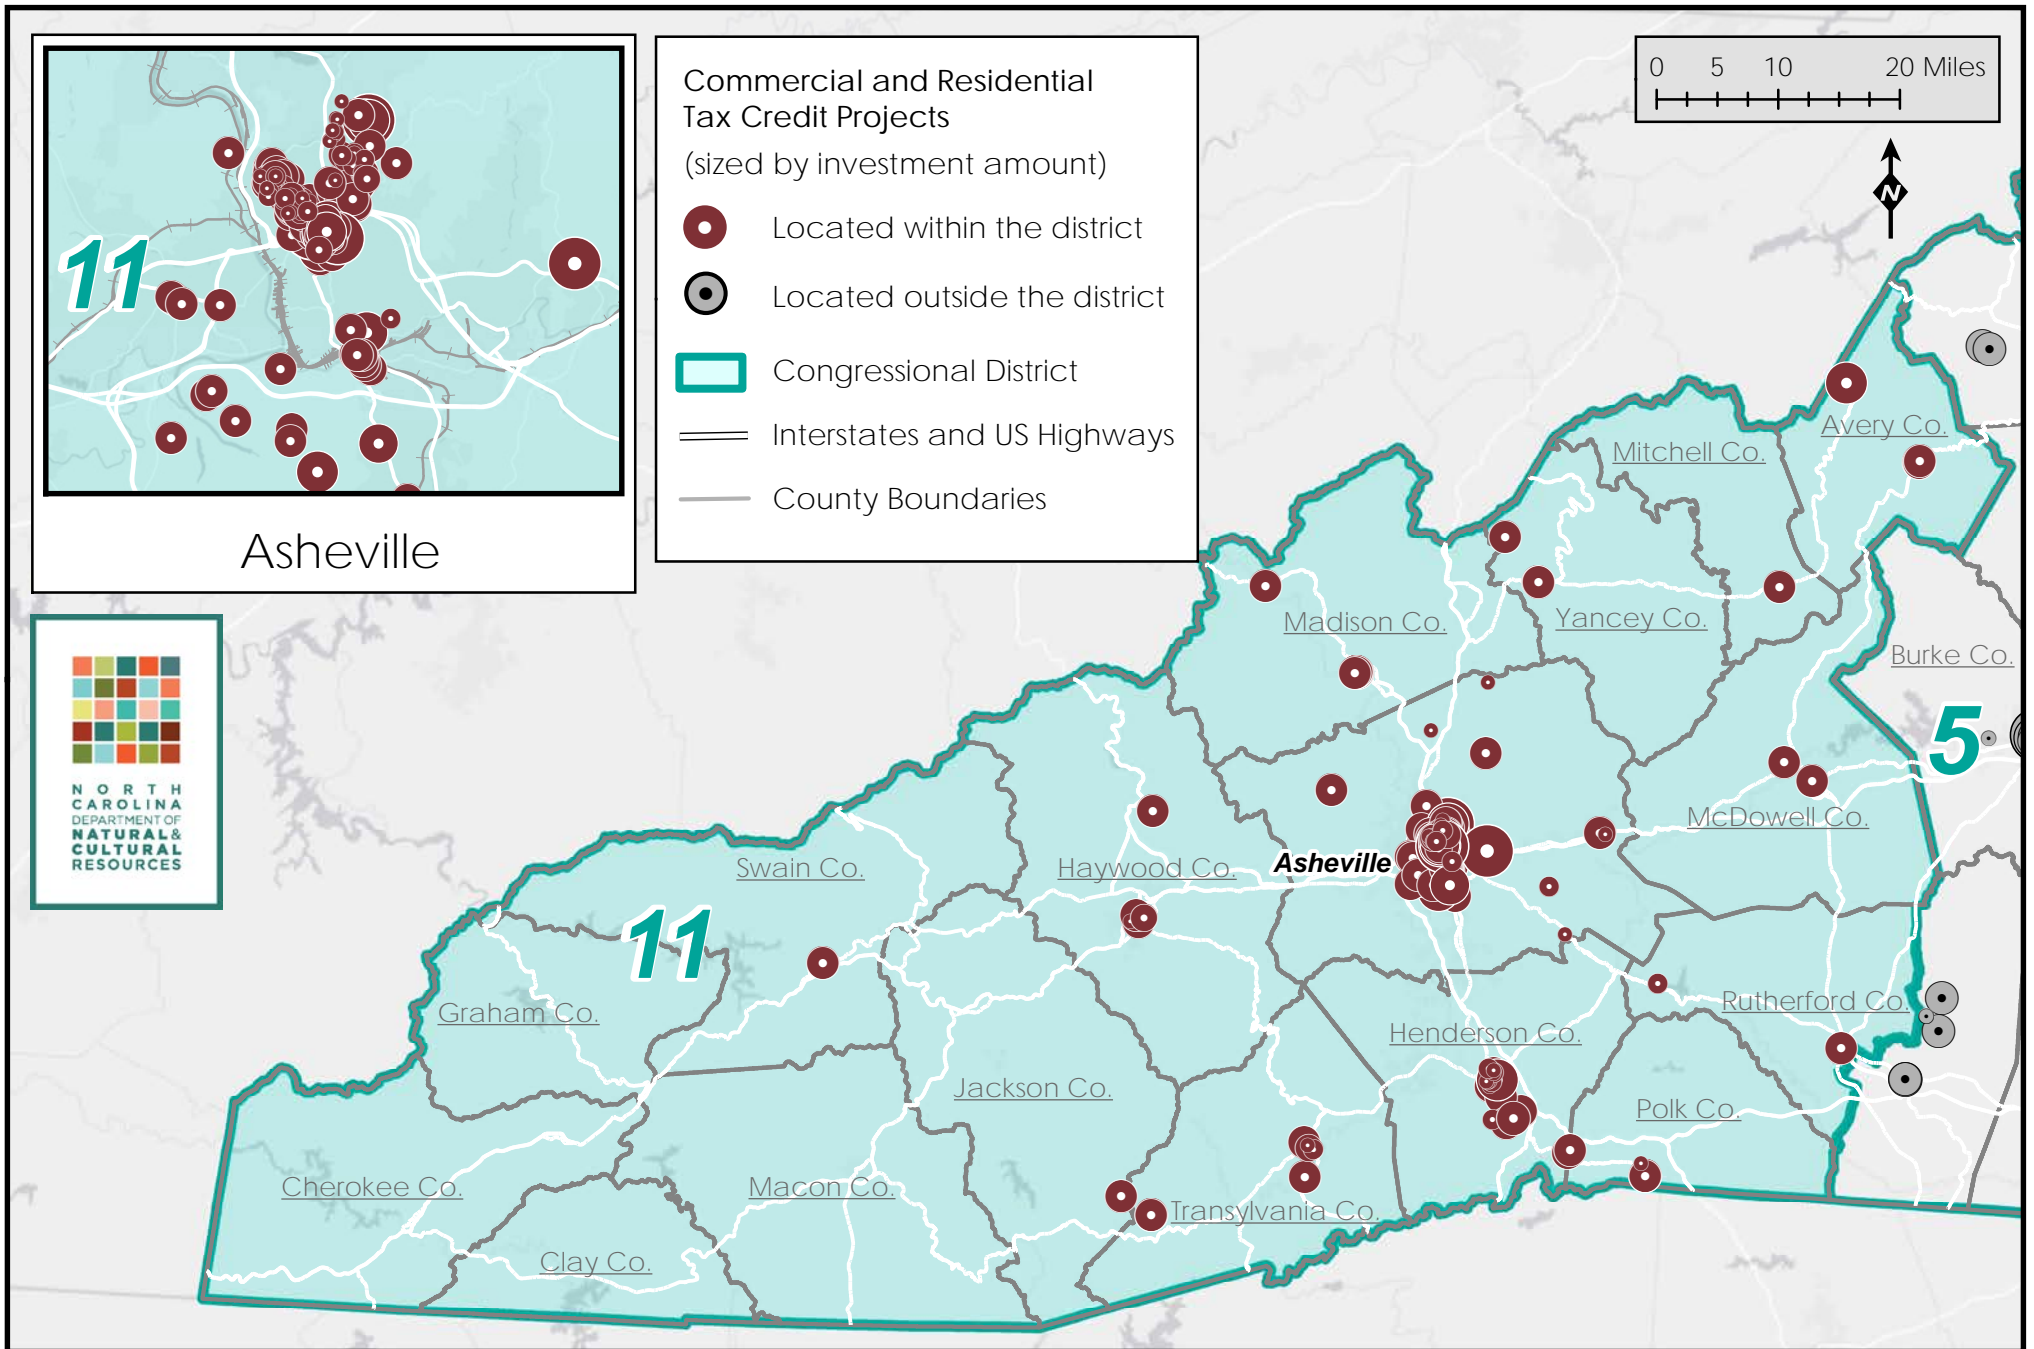 11
Asheville
Commercial and Residential
Tax Credit Projects
(sized by investment amount)
Located within the district
Located outside the district
Congressional District
Interstates and US Highways
County Boundaries
0 5 10 20 Miles
N
NORTH
CAROLINA
DEPARTMENT OF
NATURAL &
CULTURAL
RESOURCES
Avery Co.
Mitchell Co.
Madison Co.
Yancey Co.
Burke Co.
5
McDowell Co.
Swain Co.
Haywood Co.
Asheville
11
Graham Co.
Rutherford Co.
Henderson Co.
Jackson Co.
Polk Co.
Cherokee Co.
Macon Co.
Transylvania Co.
Clay Co.